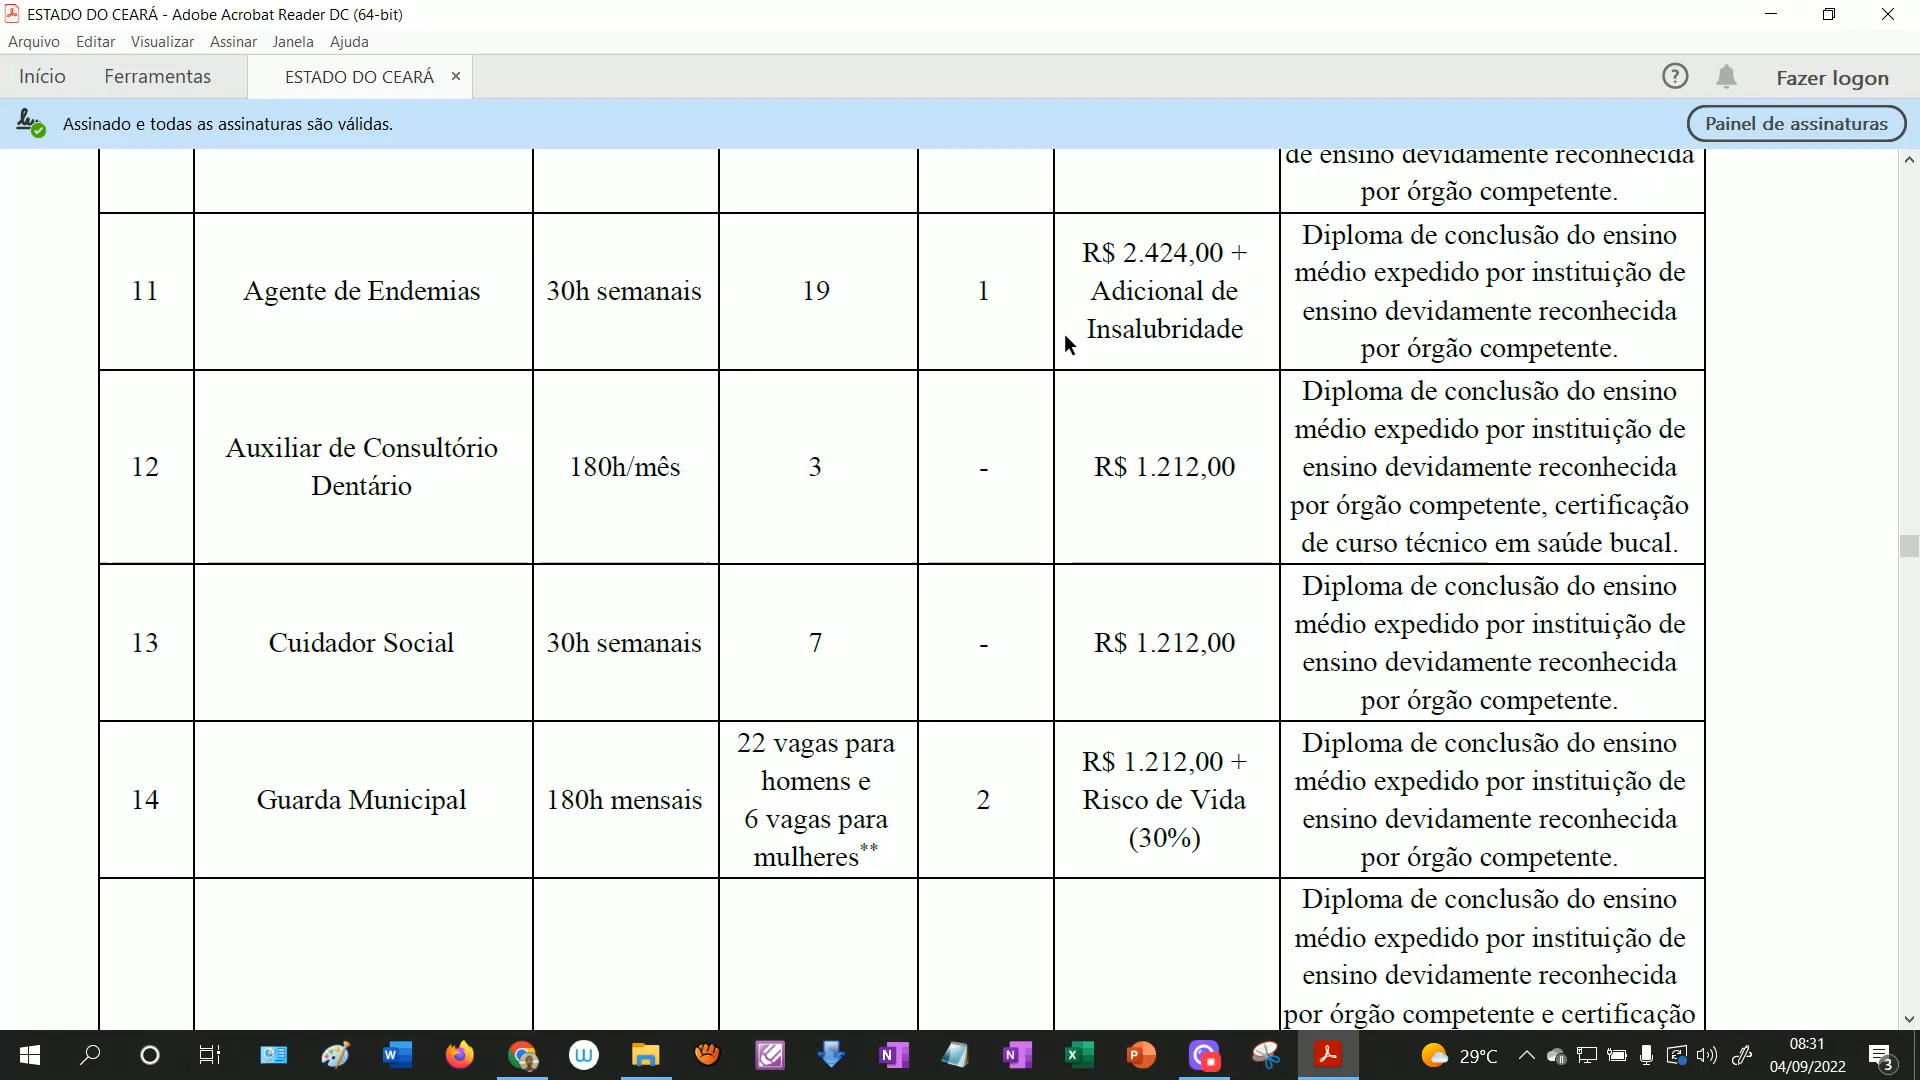 ESTADO DO CEARÁ - Adobe Acrobat Reader DC (64-bit)
Arquivo Editar Visualizar Assinar Janela Ajuda
Início Ferramentas ESTADO DO CEARÁ × Fazer logon
Assinado e todas as assinaturas são válidas. Painel de assinaturas
de ensino devidamente reconhecida
por órgão competente.
11
Agente de Endemias
30h semanais
19
1
R$ 2.424,00 +
Adicional de
Insalubridade
Diploma de conclusão do ensino
médio expedido por instituição de
ensino devidamente reconhecida
por órgão competente.
12
Auxiliar de Consultório
Dentário
180h/mês
3
-
R$ 1.212,00
Diploma de conclusão do ensino
médio expedido por instituição de
ensino devidamente reconhecida
por órgão competente, certificação
de curso técnico em saúde bucal.
13
Cuidador Social
30h semanais
7
-
R$ 1.212,00
Diploma de conclusão do ensino
médio expedido por instituição de
ensino devidamente reconhecida
por órgão competente.
14
Guarda Municipal
180h mensais
22 vagas para
homens e
6 vagas para
mulheres**
2
R$ 1.212,00 +
Risco de Vida
(30%)
Diploma de conclusão do ensino
médio expedido por instituição de
ensino devidamente reconhecida
por órgão competente.
Diploma de conclusão do ensino
médio expedido por instituição de
ensino devidamente reconhecida
por órgão competente e certificação
29°C
08:31
04/09/2022
3